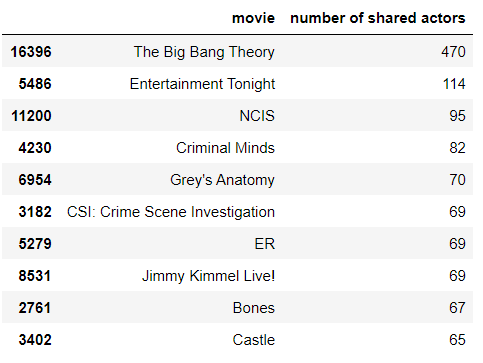 movie number of shared actors
16396 The Big Bang Theory 470
5486 Entertainment Tonight 114
11200 NCIS 95
4230 Criminal Minds 82
6954 Grey's Anatomy 70
3182 CSI: Crime Scene Investigation 69
5279 ER 69
8531 Jimmy Kimmel Live! 69
2761 Bones 67
3402 Castle 65